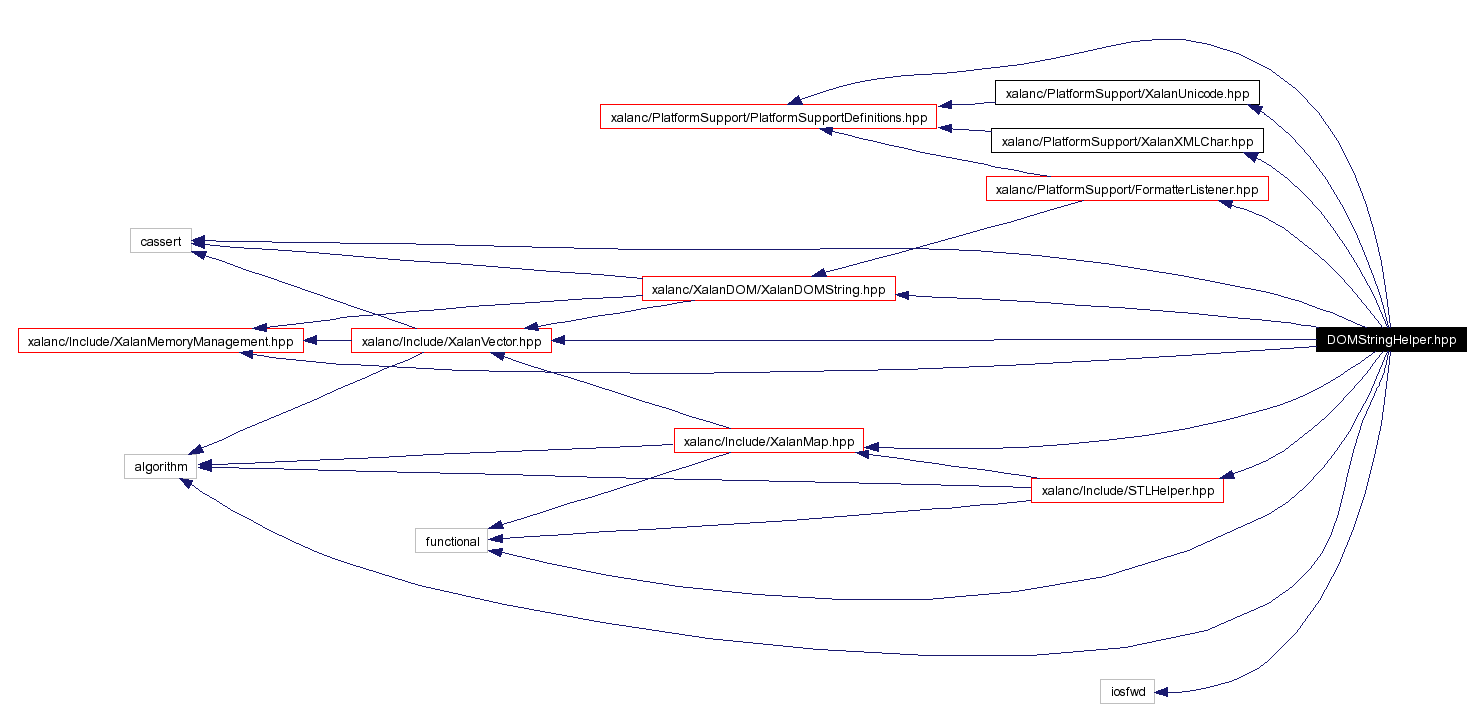 xalanc/PlatformSupport/XalanUnicode.hpp
xalanc/PlatformSupport/PlatformSupportDefinitions.hpp
xalanc/PlatformSupport/XalanXMLChar.hpp
xalanc/PlatformSupport/FormatterListener.hpp
cassert
xalanc/XalanDOM/XalanDOMString.hpp
xalanc/Include/XalanMemoryManagement.hpp
xalanc/Include/XalanVector.hpp
DOMStringHelper.hpp
xalanc/Include/XalanMap.hpp
algorithm
xalanc/Include/STLHelper.hpp
functional
iosfwd